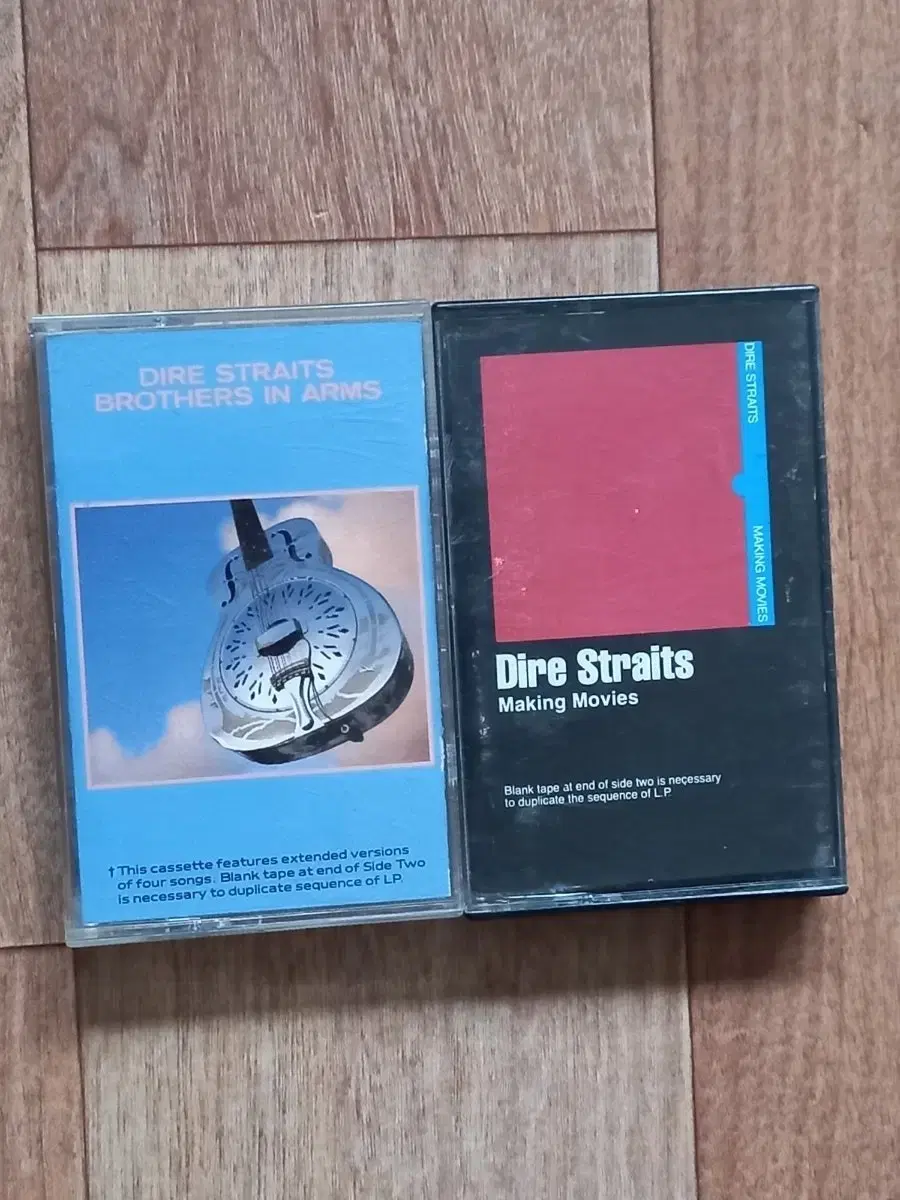 DIRE STRAITS
BROTHERS IN ARMS
† This cassette features extended versions
of four songs. Blank tape at end of Side Two
is necessary to duplicate sequence of LP.
DIRE STRAITS
MAKING MOVIES
Dire Straits
Making Movies
Blank tape at end of side two is necessary
to duplicate the sequence of L.P.